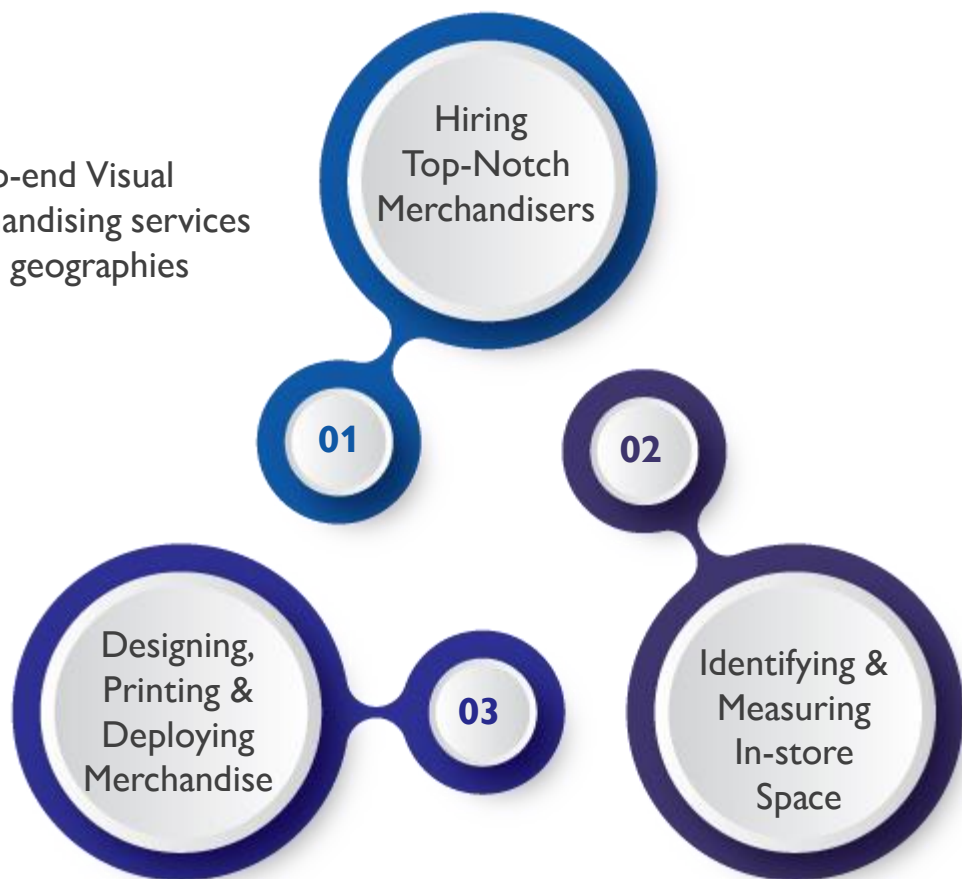 Hiring
Top-Notch
Merchandisers
o-end Visual
andising services
geographies
01
02
Identifying &
Measuring
In-store
Space
03
Designing,
Printing &
Deploying
Merchandise